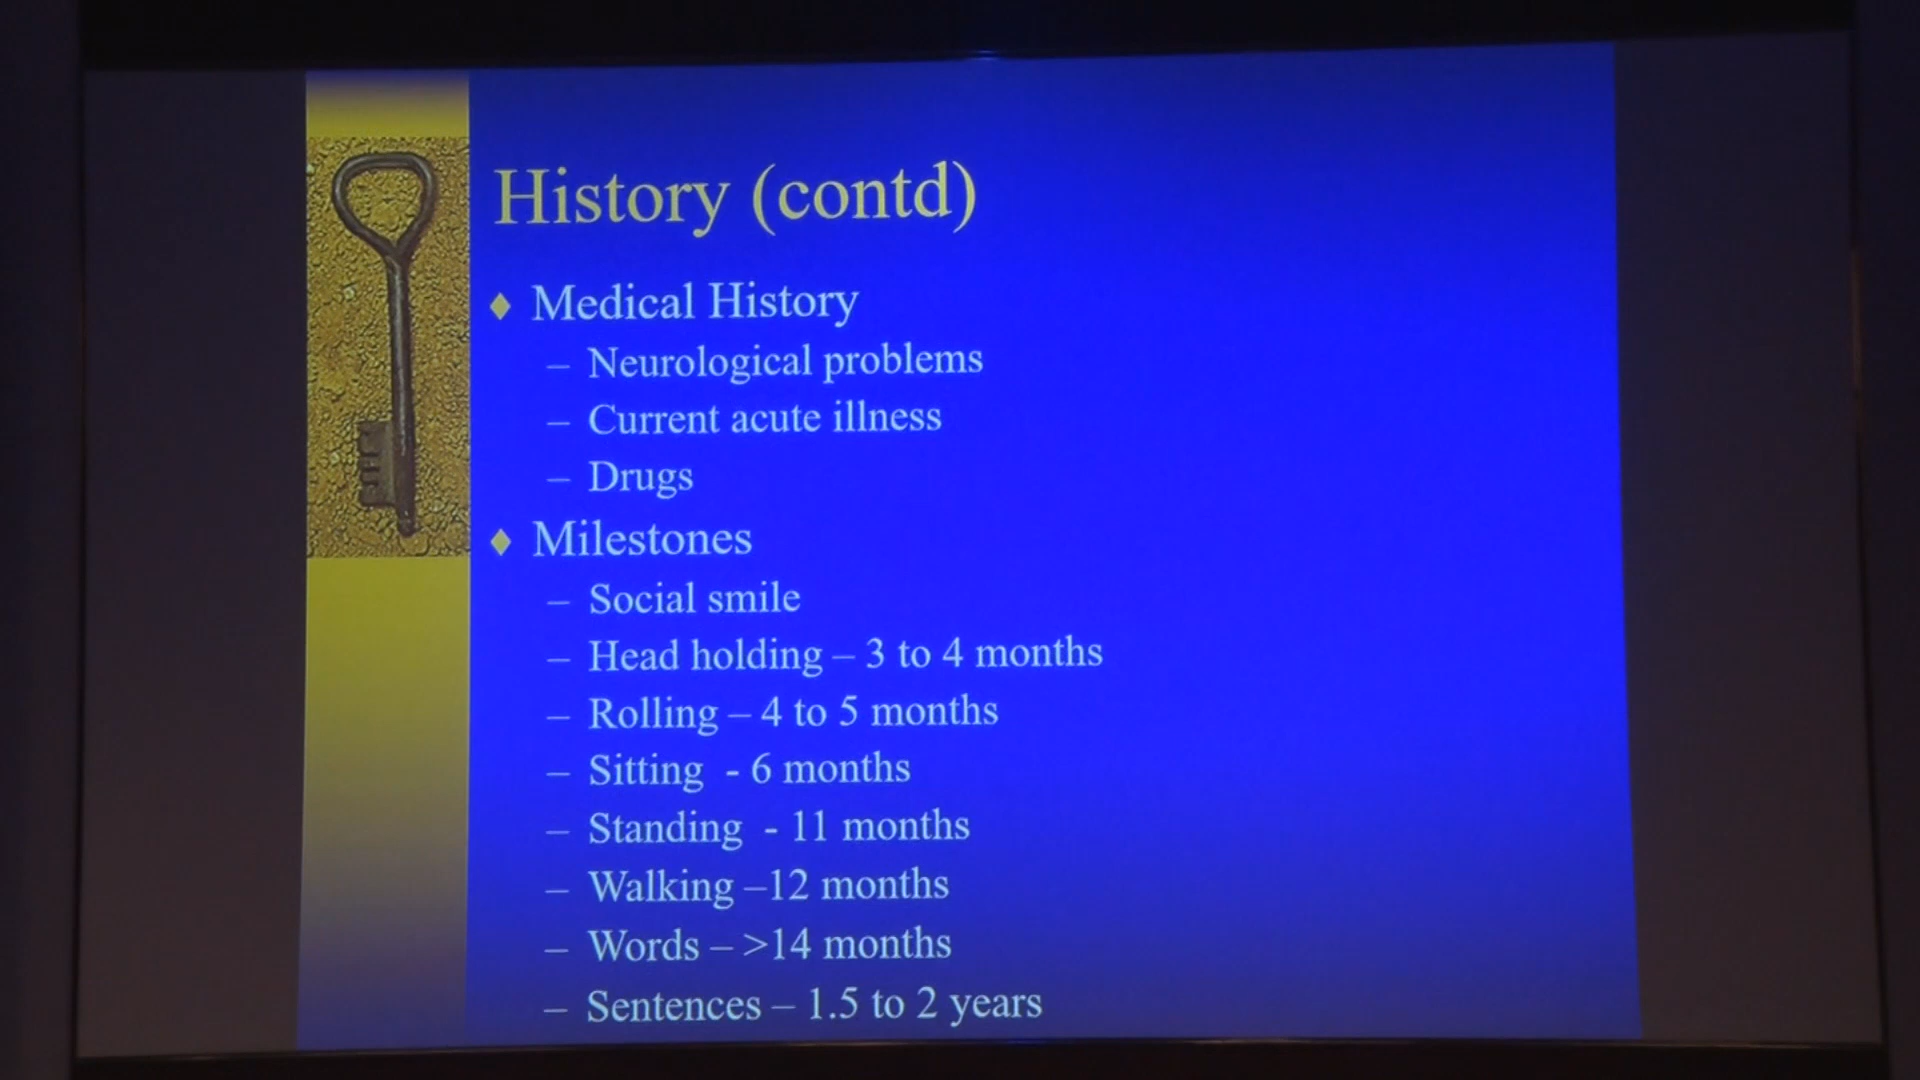 History (contd)
♦ Medical History
– Neurological problems
– Current acute illness
– Drugs
♦ Milestones
– Social smile
– Head holding – 3 to 4 months
– Rolling – 4 to 5 months
– Sitting  - 6 months
– Standing  - 11 months
– Walking –12 months
– Words – >14 months
– Sentences – 1.5 to 2 years